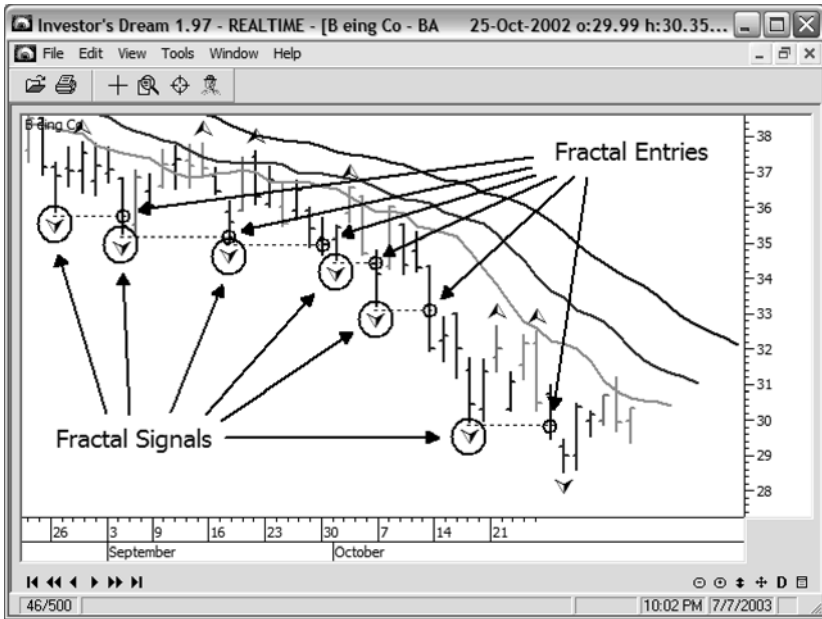 Investor's Dream 1.97 - REALTIME - [B eing Co - BA 25-Oct-2002 o:29.99 h:30.35...
File Edit View Tools Window Help
B eing Co
Fractal Entries
38
37
36
35
34
33
32
31
30
29
28
Fractal Signals
26 3 9 16 23 30 7 14 21
September October
D
46/500 10:02 PM 7/7/2003